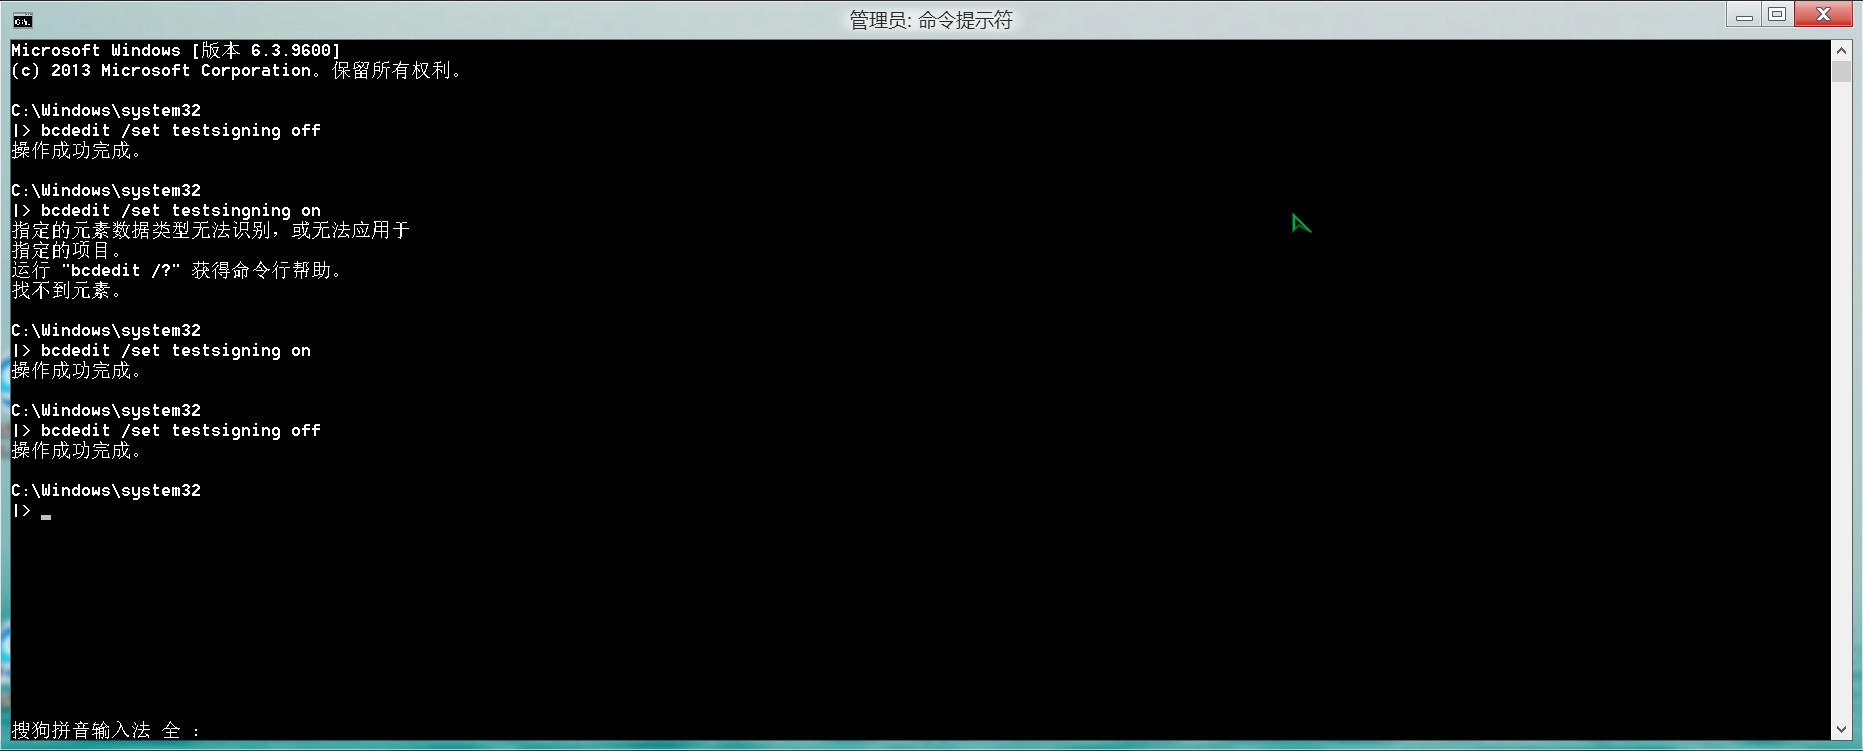 管理员: 命令提示符
Microsoft Windows [版本 6.3.9600]
(c) 2013 Microsoft Corporation。保留所有权利。
C:\Windows\system32
|> bcdedit /set testsigning off
操作成功完成。
C:\Windows\system32
|> bcdedit /set testsingning on
指定的元素数据类型无法识别，或无法应用于
指定的项目。
运行 "bcdedit /?" 获得命令行帮助。
找不到元素。
C:\Windows\system32
|> bcdedit /set testsigning on
操作成功完成。
C:\Windows\system32
|> bcdedit /set testsigning off
操作成功完成。
C:\Windows\system32
|>
搜狗拼音输入法 全 :